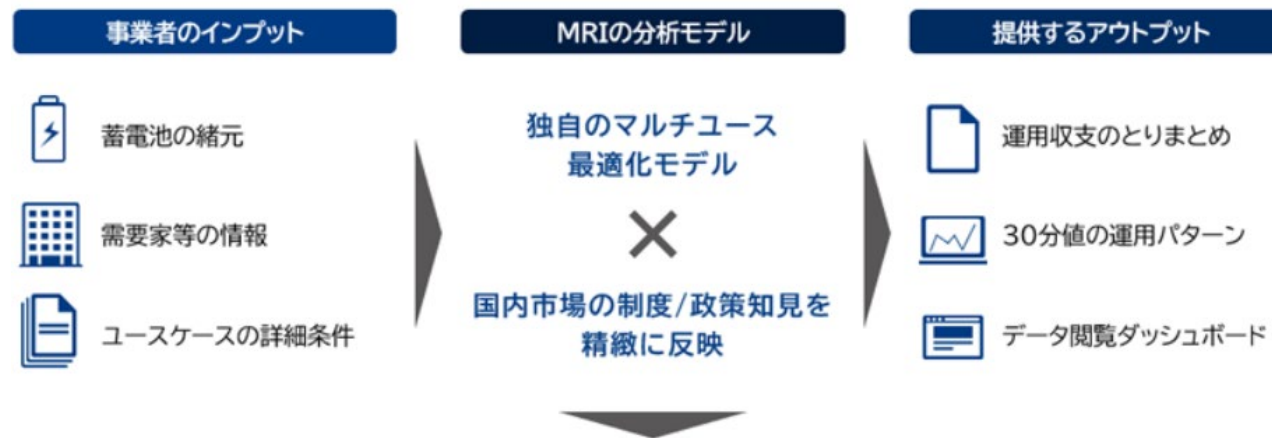 事業者のインプット
蓄電池の緒元
需要家等の情報
ユースケースの詳細条件
MRIの分析モデル
独自のマルチユース
最適化モデル
×
国内市場の制度/政策知見を
精緻に反映
提供するアウトプット
運用収支のとりまとめ
30分値の運用パターン
データ閲覧ダッシュボード